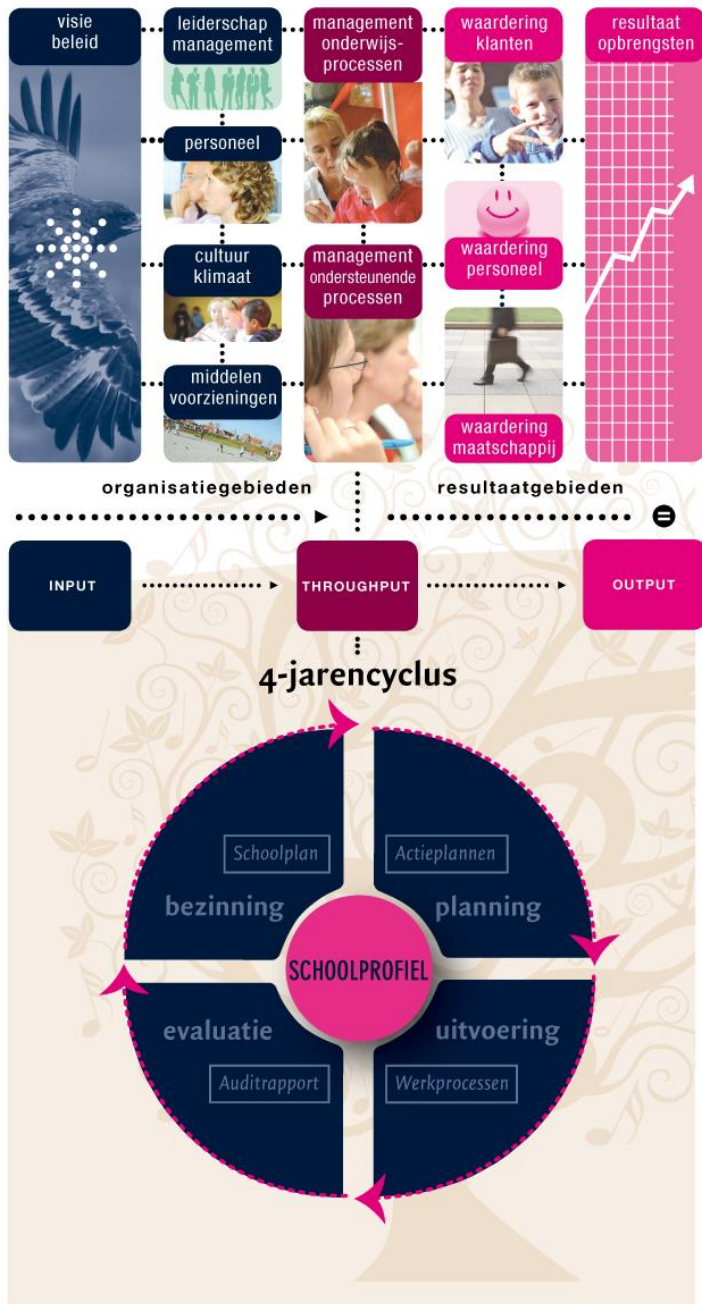 visie
beleid
leiderschap
management
personeel
cultuur
klimaat
middelen
voorzieningen
management
onderwijs-
processen
management
ondersteunende
processen
waardering
klanten
waardering
personeel
waardering
maatschappij
resultaat
opbrengsten
organisatiegebieden
resultaatgebieden
=
INPUT
THROUGHPUT
OUTPUT
4-jarencyclus
Schoolplan
bezinning
Actieplannen
planning
SCHOOLPROFIEL
evaluatie
Auditrapport
uitvoering
Werkprocessen